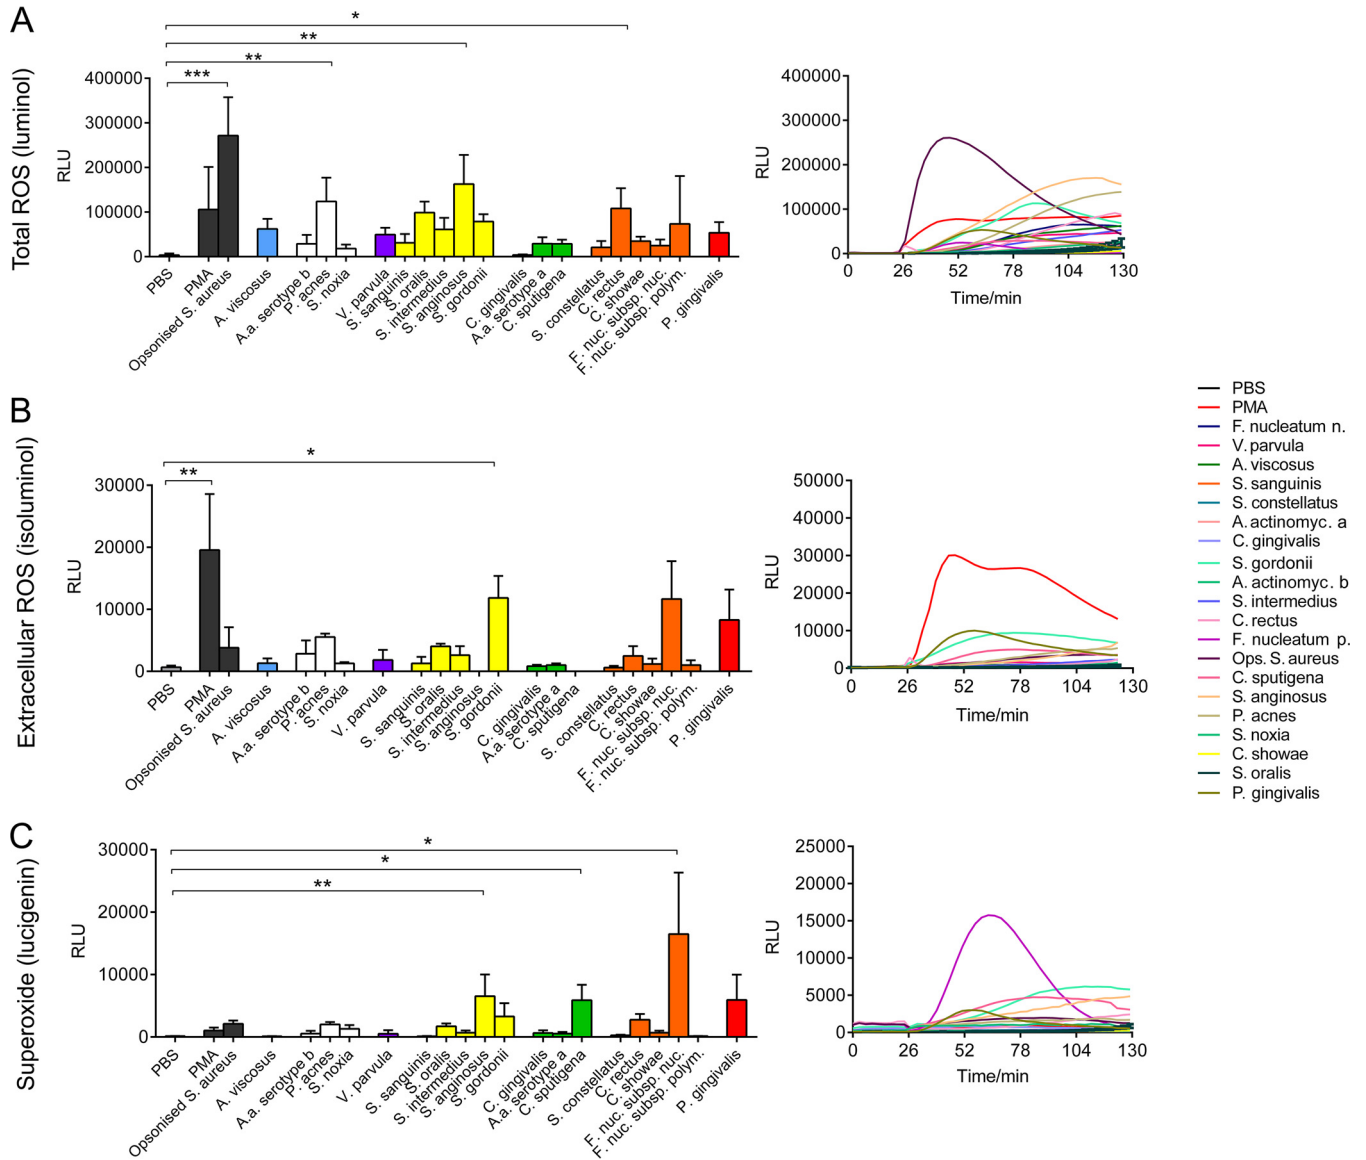 A
*
**
**
***
Total ROS (luminol)
RLU
400000
300000
200000
100000
0
PBS
PMA
Opsonised S. aureus
A. viscosus
A.a. serotype b
P. acnes
S. noxia
V. parvula
S. sanguinis
S. oralis
S. intermedius
S. anginosus
S. gordonii
C. gingivalis
A.a. serotype a
C. sputigena
S. constellatus
C. rectus
C. showae
F. nuc. subsp. nuc.
F. nuc. subsp. polym.
P. gingivalis
RLU
400000
300000
200000
100000
0
0 26 52 78 104 130
Time/min
B
*
**
Extracellular ROS (isoluminol)
RLU
30000
20000
10000
0
PBS
PMA
Opsonised S. aureus
A. viscosus
A.a. serotype b
P. acnes
S. noxia
V. parvula
S. sanguinis
S. oralis
S. intermedius
S. anginosus
S. gordonii
C. gingivalis
A.a. serotype a
C. sputigena
S. constellatus
C. rectus
C. showae
F. nuc. subsp. nuc.
F. nuc. subsp. polym.
P. gingivalis
RLU
50000
40000
30000
20000
10000
0
0 26 52 78 104 130
Time/min
PBS
PMA
F. nucleatum n.
V. parvula
A. viscosus
S. sanguinis
S. constellatus
A. actinomyc. a
C. gingivalis
S. gordonii
A. actinomyc. b
S. intermedius
C. rectus
F. nucleatum p.
Ops. S. aureus
C. sputigena
S. anginosus
P. acnes
S. noxia
C. showae
S. oralis
P. gingivalis
C
*
*
**
Superoxide (lucigenin)
RLU
30000
20000
10000
0
PBS
PMA
Opsonised S. aureus
A. viscosus
A.a. serotype b
P. acnes
S. noxia
V. parvula
S. sanguinis
S. oralis
S. intermedius
S. anginosus
S. gordonii
C. gingivalis
A.a. serotype a
C. sputigena
S. constellatus
C. rectus
C. showae
F. nuc. subsp. nuc.
F. nuc. subsp. polym.
P. gingivalis
RLU
25000
20000
15000
10000
5000
0
0 26 52 78 104 130
Time/min